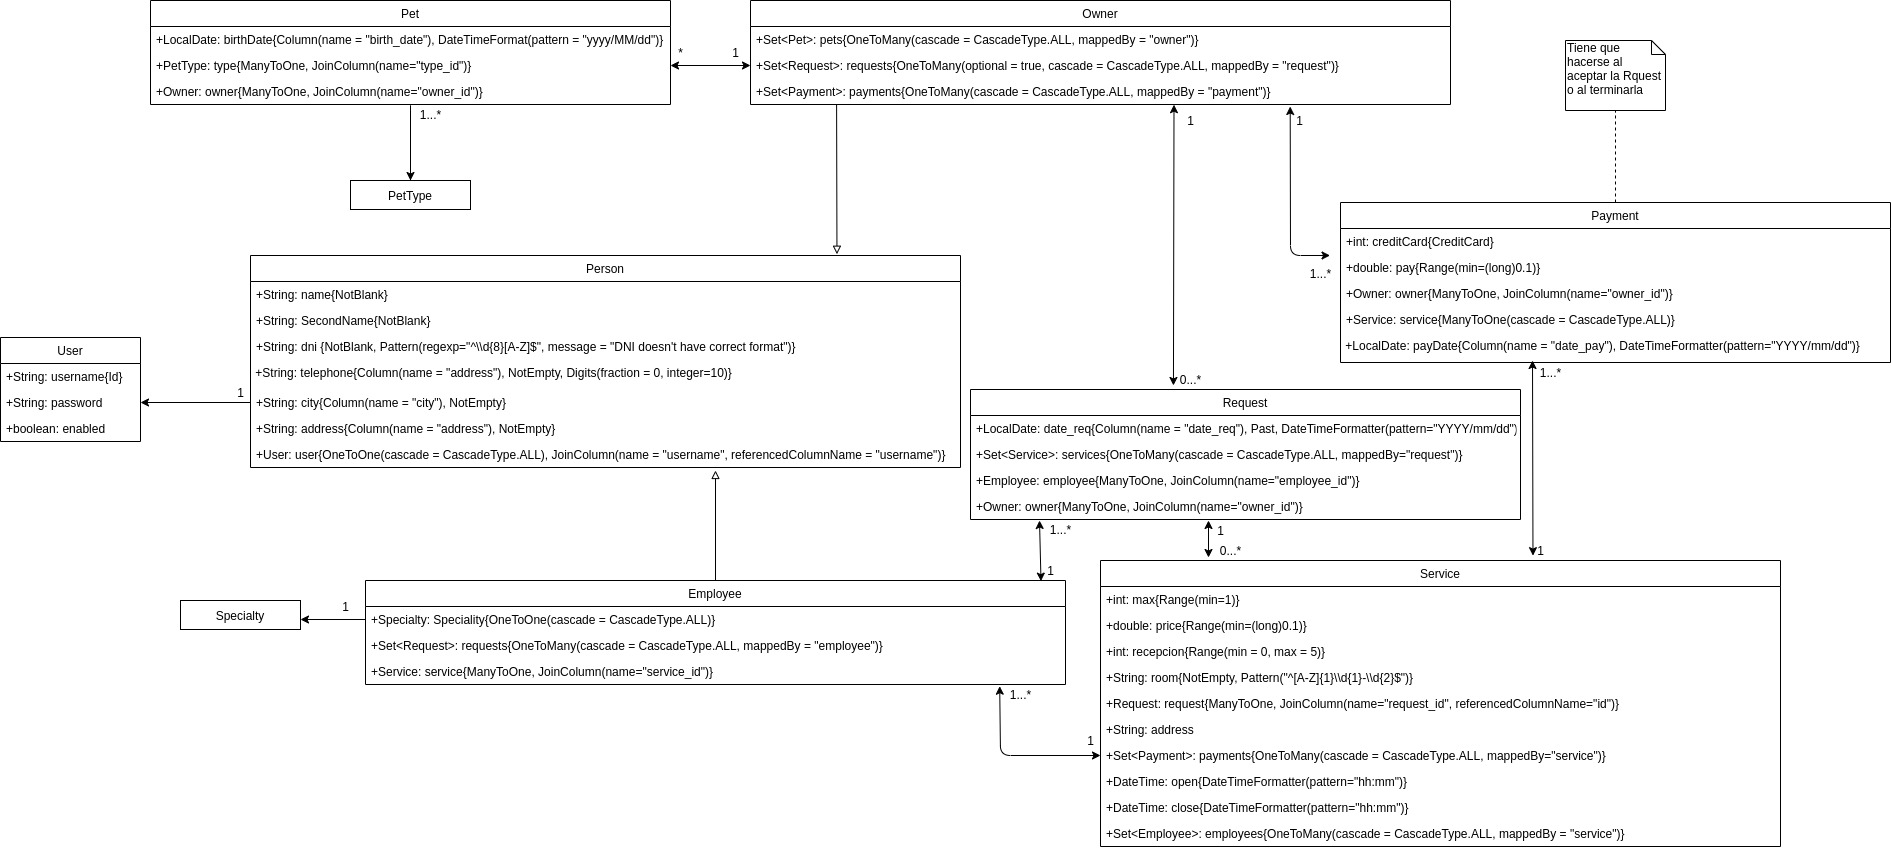 Pet
+LocalDate: birthDate{Column(name = "birth_date"), DateTimeFormat(pattern = "yyyy/MM/dd")}
+PetType: type{ManyToOne, JoinColumn(name="type_id")}
+Owner: owner{ManyToOne, JoinColumn(name="owner_id")}
*
1
Owner
+Set<Pet>: pets{OneToMany(cascade = CascadeType.ALL, mappedBy = "owner")}
+Set<Request>: requests{OneToMany(optional = true, cascade = CascadeType.ALL, mappedBy = "request")}
+Set<Payment>: payments{OneToMany(cascade = CascadeType.ALL, mappedBy = "payment")}
Tiene que
hacerse al
aceptar la Rquest
o al terminarla
1...*
1
1
PetType
Payment
+int: creditCard{CreditCard}
+double: pay{Range(min=(long)0.1)}
+Owner: owner{ManyToOne, JoinColumn(name="owner_id")}
+Service: service{ManyToOne(cascade = CascadeType.ALL)}
+LocalDate: payDate{Column(name = "date_pay"), DateTimeFormatter(pattern="YYYY/mm/dd")}
1...*
Person
+String: name{NotBlank}
+String: SecondName{NotBlank}
+String: dni {NotBlank, Pattern(regexp="^\\d{8}[A-Z]$", message = "DNI doesn't have correct format")}
+String: telephone{Column(name = "address"), NotEmpty, Digits(fraction = 0, integer=10)}
+String: city{Column(name = "city"), NotEmpty}
+String: address{Column(name = "address"), NotEmpty}
+User: user{OneToOne(cascade = CascadeType.ALL), JoinColumn(name = "username", referencedColumnName = "username")}
User
+String: username{Id}
+String: password
+boolean: enabled
1
0...*
1...*
Request
+LocalDate: date_req{Column(name = "date_req"), Past, DateTimeFormatter(pattern="YYYY/mm/dd")
+Set<Service>: services{OneToMany(cascade = CascadeType.ALL, mappedBy="request")}
+Employee: employee{ManyToOne, JoinColumn(name="employee_id")}
+Owner: owner{ManyToOne, JoinColumn(name="owner_id")}
1...*
1
0...*
1
1
Specialty
1
Employee
+Specialty: Speciality{OneToOne(cascade = CascadeType.ALL)}
+Set<Request>: requests{OneToMany(cascade = CascadeType.ALL, mappedBy = "employee")}
+Service: service{ManyToOne, JoinColumn(name="service_id")}
1...*
1
Service
+int: max{Range(min=1)}
+double: price{Range(min=(long)0.1)}
+int: recepcion{Range(min = 0, max = 5)}
+String: room{NotEmpty, Pattern("^[A-Z]{1}\\d{1}-\\d{2}$")}
+Request: request{ManyToOne, JoinColumn(name="request_id", referencedColumnName="id")}
+String: address
+Set<Payment>: payments{OneToMany(cascade = CascadeType.ALL, mappedBy="service")}
+DateTime: open{DateTimeFormatter(pattern="hh:mm")}
+DateTime: close{DateTimeFormatter(pattern="hh:mm")}
+Set<Employee>: employees{OneToMany(cascade = CascadeType.ALL, mappedBy = "service")}